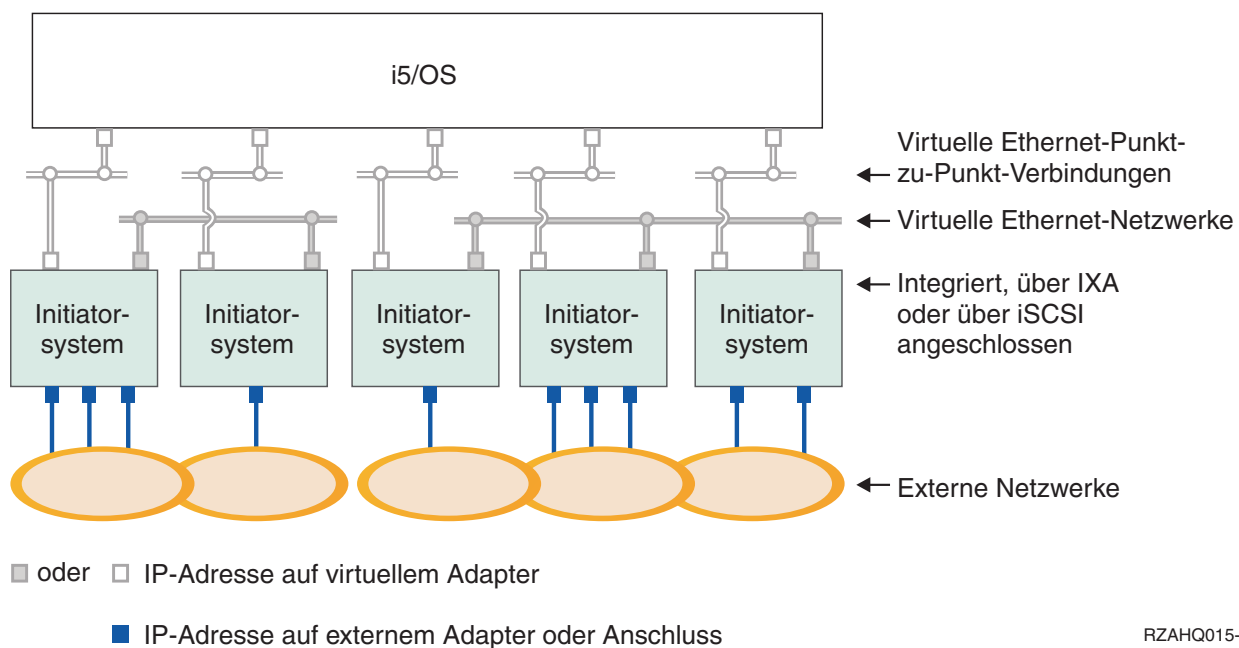 i5/OS
Virtuelle Ethernet-Punkt-
zu-Punkt-Verbindungen
Virtuelle Ethernet-Netzwerke
Integriert, über IXA
oder über iSCSI
angeschlossen
Initiator-
system
Initiator-
system
Initiator-
system
Initiator-
system
Initiator-
system
Externe Netzwerke
oder IP-Adresse auf virtuellem Adapter
IP-Adresse auf externem Adapter oder Anschluss
RZAHQ015-